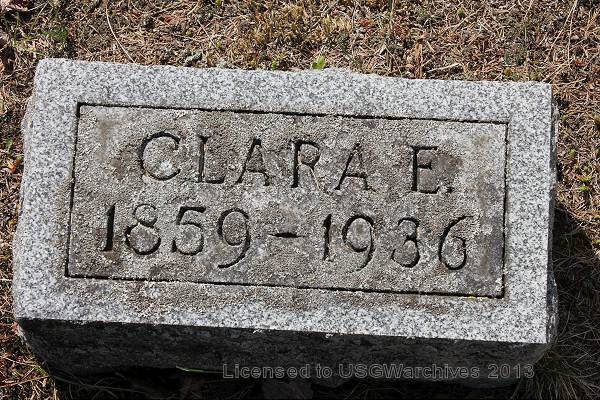 CLARA E.
1859-1936
Licensed to USGWarchives 2013